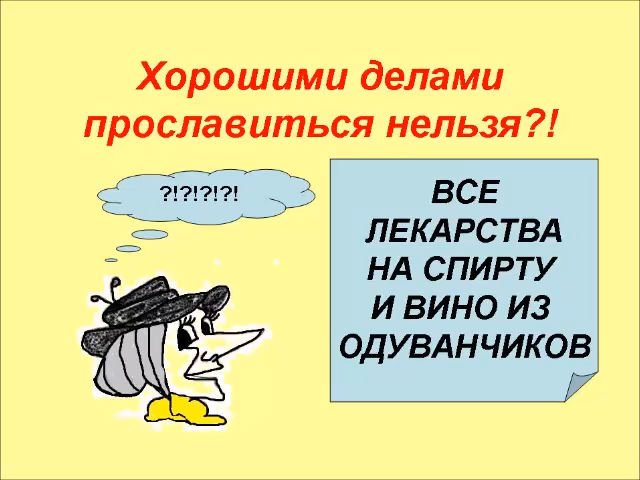 Хорошими делами
прославиться нельзя?!
?!?!?!?!
ВСЕ
ЛЕКАРСТВА
НА СПИРТУ
И ВИНО ИЗ
ОДУВАНЧИКОВ